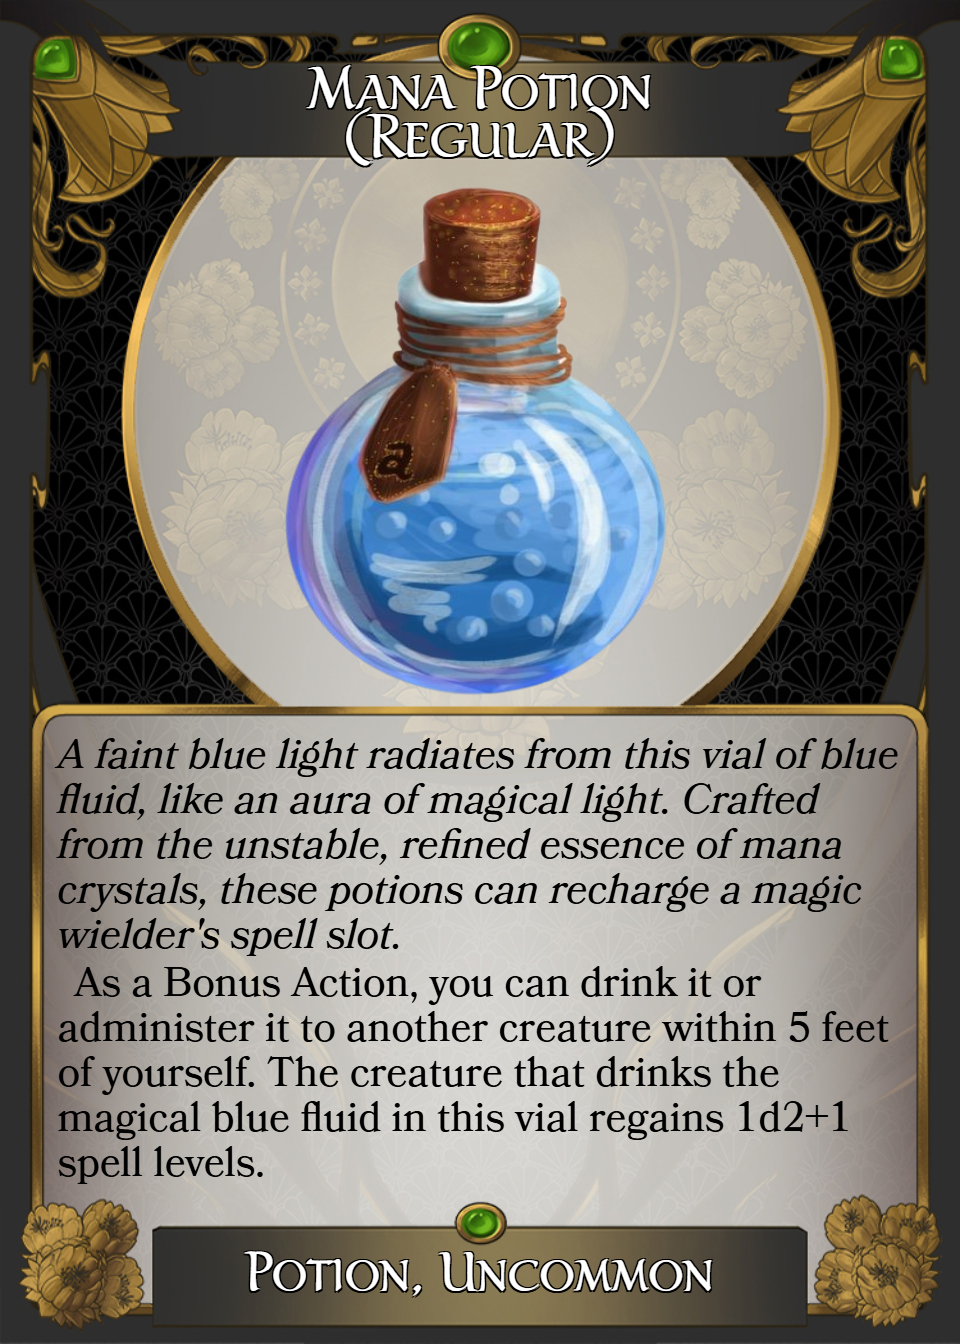 Mana Potion
(Regular)
a
A faint blue light radiates from this vial of blue
fluid, like an aura of magical light. Crafted
from the unstable, refined essence of mana
crystals, these potions can recharge a magic
wielder's spell slot.
As a Bonus Action, you can drink it or
administer it to another creature within 5 feet
of yourself. The creature that drinks the
magical blue fluid in this vial regains 1d2+1
spell levels.
Potion, Uncommon